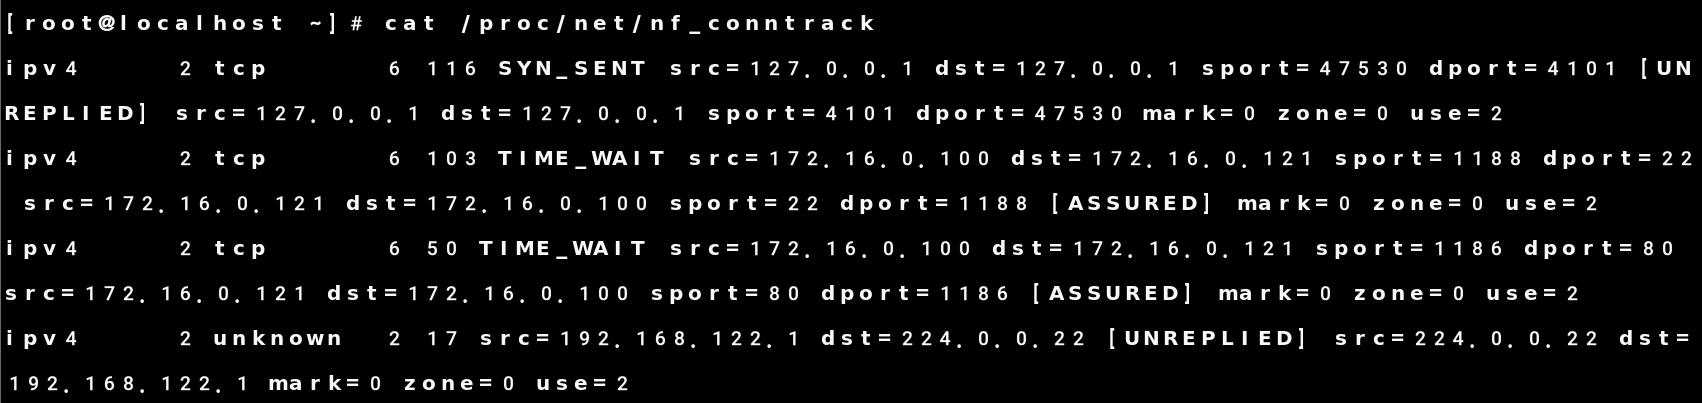 [root@localhost ~]# cat /proc/net/nf_conntrack
ipv4     2 tcp      6 116 SYN_SENT src=127.0.0.1 dst=127.0.0.1 sport=47530 dport=4101 [UN
REPLIED] src=127.0.0.1 dst=127.0.0.1 sport=4101 dport=47530 mark=0 zone=0 use=2
ipv4     2 tcp      6 103 TIME_WAIT src=172.16.0.100 dst=172.16.0.121 sport=1188 dport=22
 src=172.16.0.121 dst=172.16.0.100 sport=22 dport=1188 [ASSURED] mark=0 zone=0 use=2
ipv4     2 tcp      6 50 TIME_WAIT src=172.16.0.100 dst=172.16.0.121 sport=1186 dport=80
src=172.16.0.121 dst=172.16.0.100 sport=80 dport=1186 [ASSURED] mark=0 zone=0 use=2
ipv4     2 unknown  2 17 src=192.168.122.1 dst=224.0.0.22 [UNREPLIED] src=224.0.0.22 dst=
192.168.122.1 mark=0 zone=0 use=2